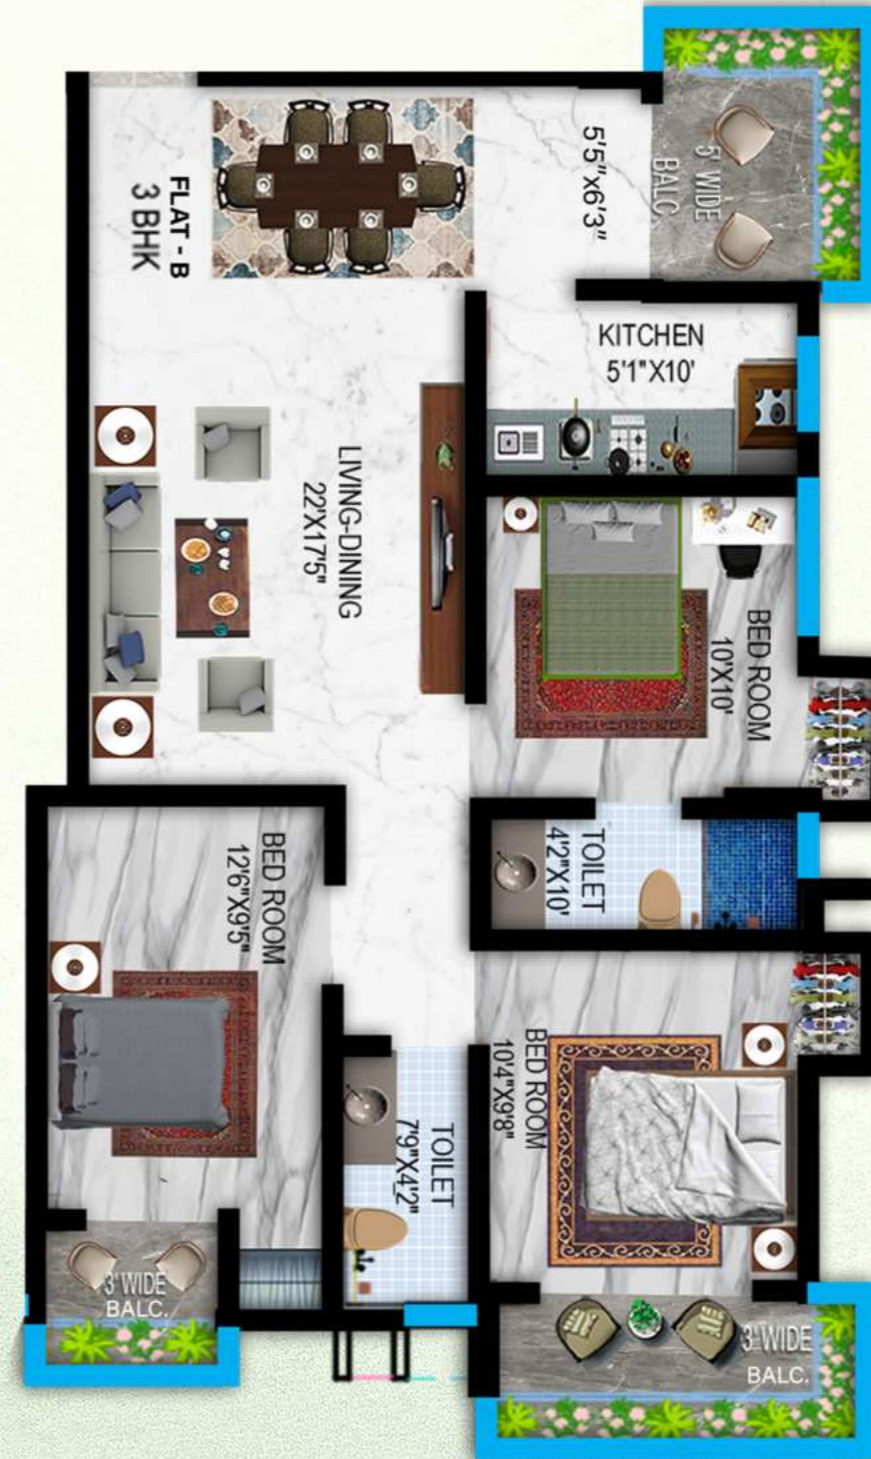 5' WIDE
BALC
5'5"x6'3"
FLAT - B
3 BHK
KITCHEN
5'1"X10'
LIVING-DINING
22'X17'5"
BED ROOM
10'X10'
TOILET
4'2"X10'
BED ROOM
12'6"X9'5"
BED ROOM
10'4"X9'8"
TOILET
7'9"X4'2"
3' WIDE
BALC.
3' WIDE
BALC.